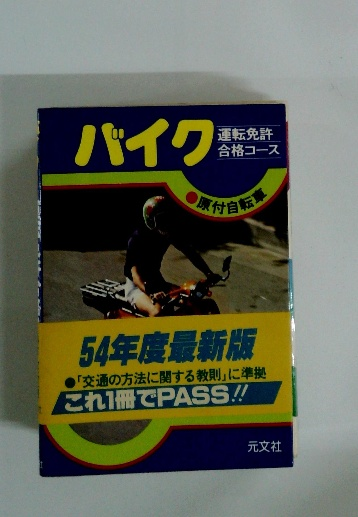 バイク
運転免許
合格コース
●原付自転車
54年度最新版
●「交通の方法に関する教則」に準拠
これ1冊でPASS!!
元文社